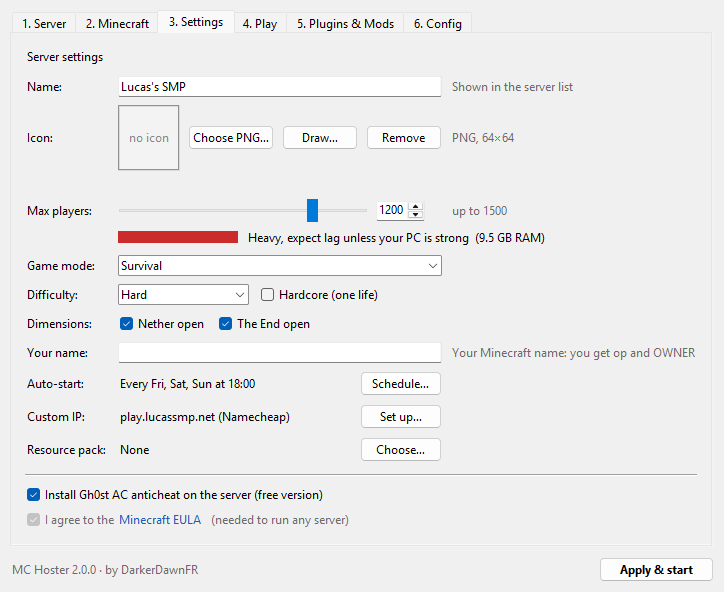 1. Server 2. Minecraft 3. Settings 4. Play 5. Plugins & Mods 6. Config
Server settings
Name: Lucas's SMP Shown in the server list
Icon: no icon Choose PNG... Draw... Remove PNG, 64×64
Max players: 1200 up to 1500
Heavy, expect lag unless your PC is strong (9.5 GB RAM)
Game mode: Survival
Difficulty: Hard Hardcore (one life)
Dimensions: Nether open The End open
Your name: Your Minecraft name: you get op and OWNER
Auto-start: Every Fri, Sat, Sun at 18:00 Schedule...
Custom IP: play.lucassmp.net (Namecheap) Set up...
Resource pack: None Choose...
Install Gh0st AC anticheat on the server (free version)
I agree to the Minecraft EULA (needed to run any server)
MC Hoster 2.0.0 · by DarkerDawnFR Apply & start